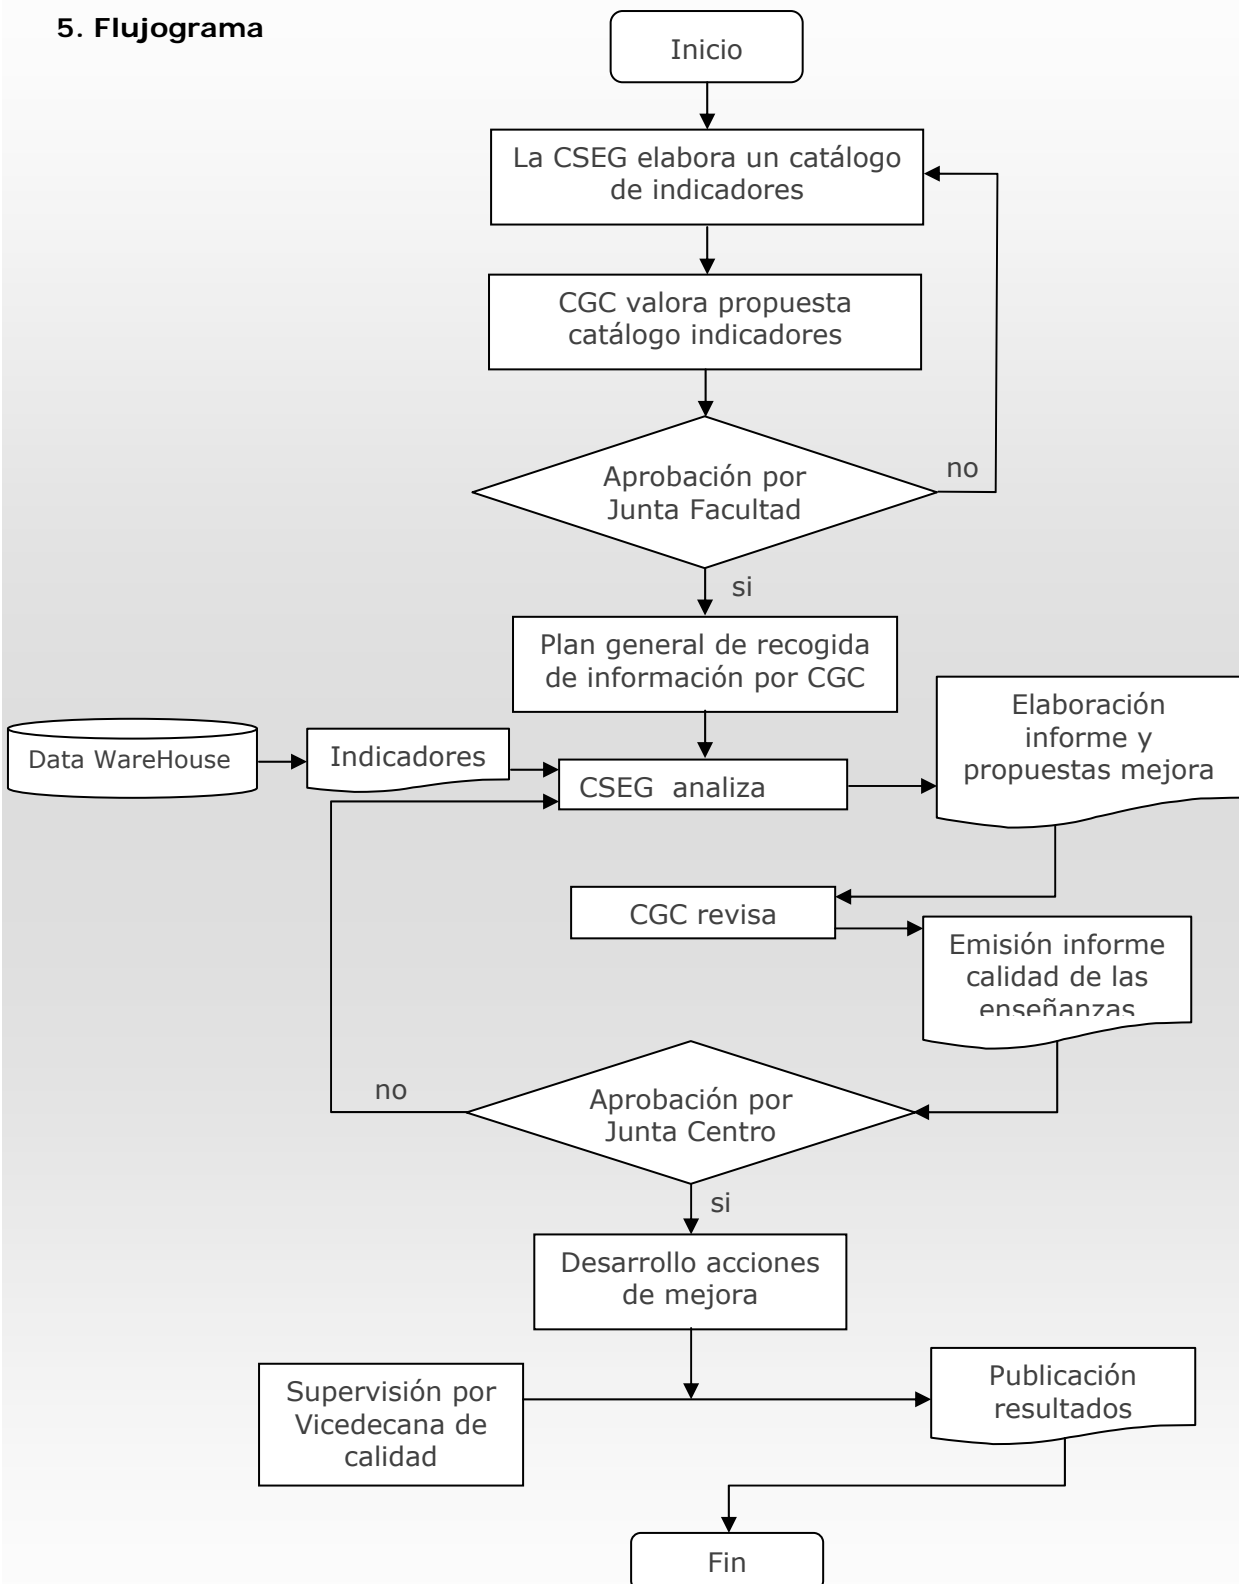 5. Flujograma
Inicio
La CSEG elabora un catálogo
de indicadores
CGC valora propuesta
catálogo indicadores
Aprobación por
Junta Facultad
no
si
Plan general de recogida
de información por CGC
Data WareHouse
Indicadores
CSEG analiza
Elaboración
informe y
propuestas mejora
CGC revisa
Emisión informe
calidad de las
enseñanzas
Aprobación por
Junta Centro
no
si
Desarrollo acciones
de mejora
Supervisión por
Vicedecana de
calidad
Publicación
resultados
Fin